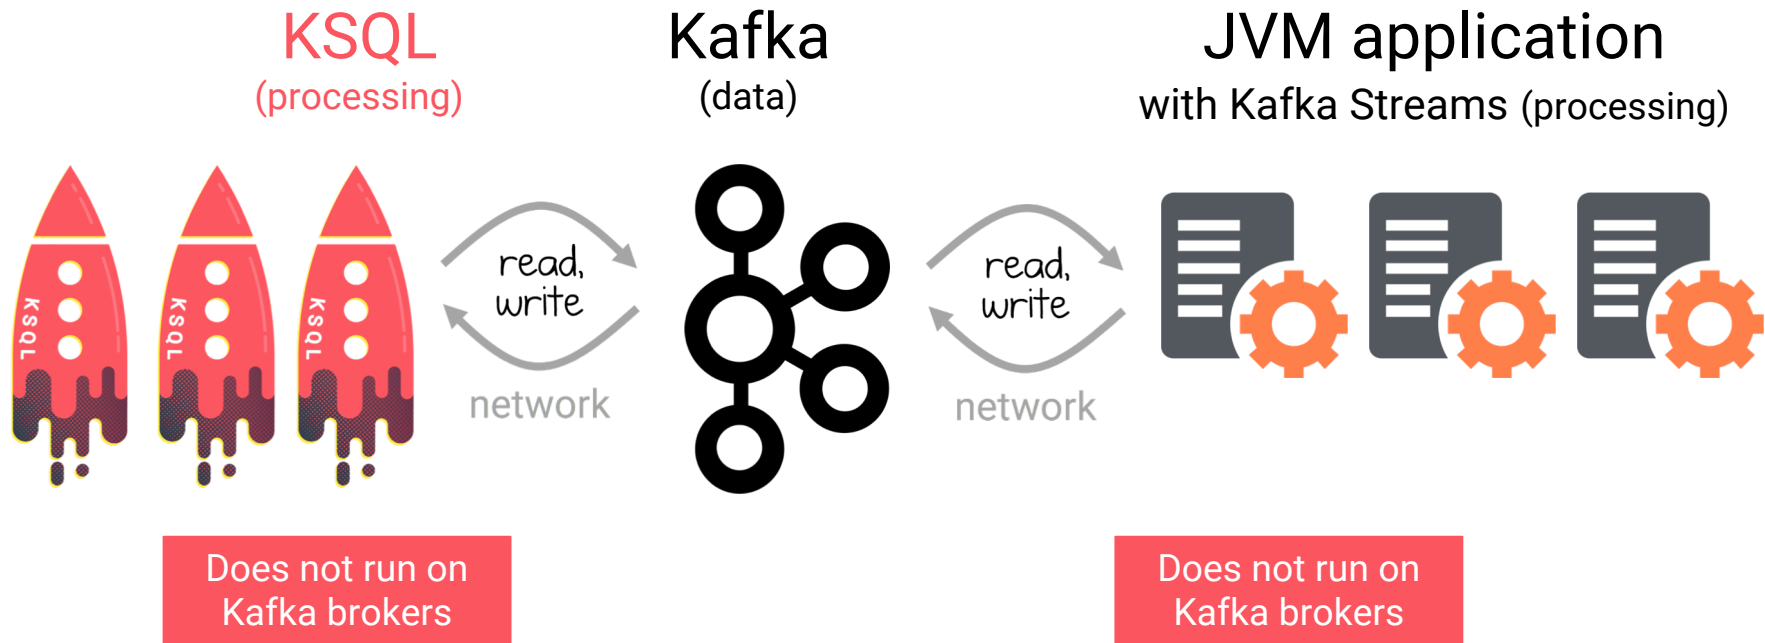 KSQL
(processing)
Kafka
(data)
JVM application
with Kafka Streams (processing)
KSQL
KSQL
KSQL
read,
write
network
read,
write
network
Does not run on
Kafka brokers
Does not run on
Kafka brokers